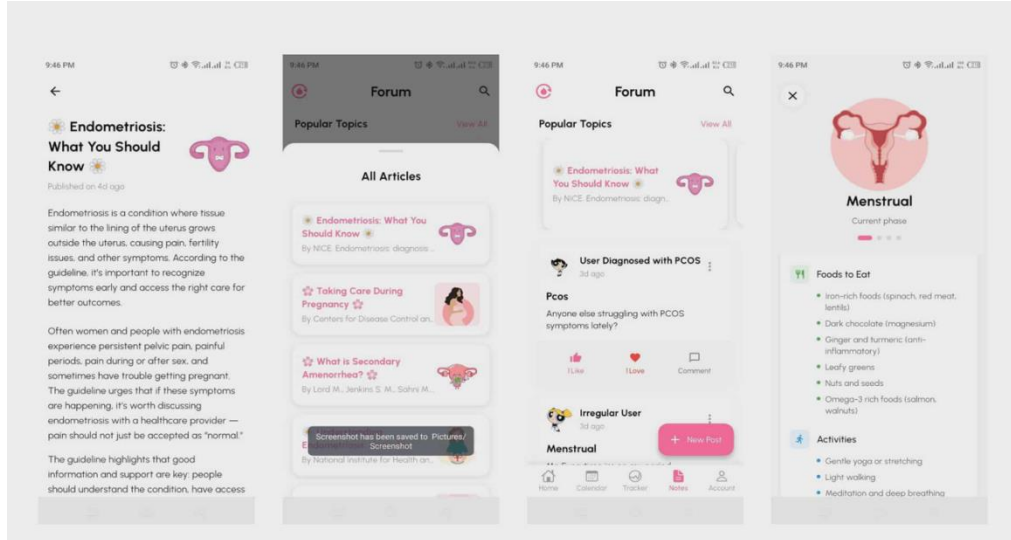 9:46 PM
Endometriosis:
What You Should
Know
Published on 4d ago
Endometriosis is a condition where tissue
similar to the lining of the uterus grows
outside the uterus, causing pain, fertility
issues, and other symptoms. According to the
guideline, it's important to recognize
symptoms early and access the right care for
better outcomes.
Often women and people with endometriosis
experience persistent pelvic pain, painful
periods, pain during or after sex, and
sometimes have trouble getting pregnant.
The guideline urges that if these symptoms
are happening, it's worth discussing
endometriosis with a healthcare provider —
pain should not just be accepted as "normal."
The guideline highlights that good
information and support are key: people
should understand the condition, have access
9:46 PM
Forum
Popular Topics
View All
All Articles
Endometriosis: What You
Should Know
By NICE. Endometriosis: diagnosis ...
Taking Care During
Pregnancy
By Centers for Disease Control an...
What is Secondary
Amenorrhea?
By Lord M., Jenkins S. M., Sahni M....
Screenshot has been saved to Pictures/
Screenshot
By National Institute for Health an...
9:46 PM
Forum
Popular Topics
View All
Endometriosis: What
You Should Know
By NICE. Endometriosis: diagn...
User Diagnosed with PCOS
3d ago
Pcos
Anyone else struggling with PCOS
symptoms lately?
1 Like
1 Love
Comment
Irregular User
3d ago
+ New Post
Menstrual
Home
Calendar
Tracker
Notes
Account
9:46 PM
Menstrual
Current phase
Foods to Eat
Iron-rich foods (spinach, red meat,
lentils)
Dark chocolate (magnesium)
Ginger and turmeric (anti-
inflammatory)
Leafy greens
Nuts and seeds
Omega-3 rich foods (salmon,
walnuts)
Activities
Gentle yoga or stretching
Light walking
Meditation and deep breathing